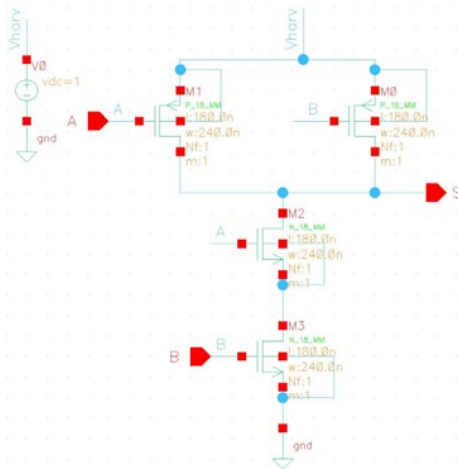 Vharv
Vharv
V0
vdc=1
gnd
A
A
M1
P_18_MM
l:180.0n
w:240.0n
Nf:1
m:1
B
M0
P_18_MM
l:180.0n
w:240.0n
Nf:1
m:1
S
A
M2
N_18_MM
l:180.0n
w:240.0n
Nf:1
m:1
B
B
M3
N_18_MM
l:180.0n
w:240.0n
Nf:1
m:1
gnd